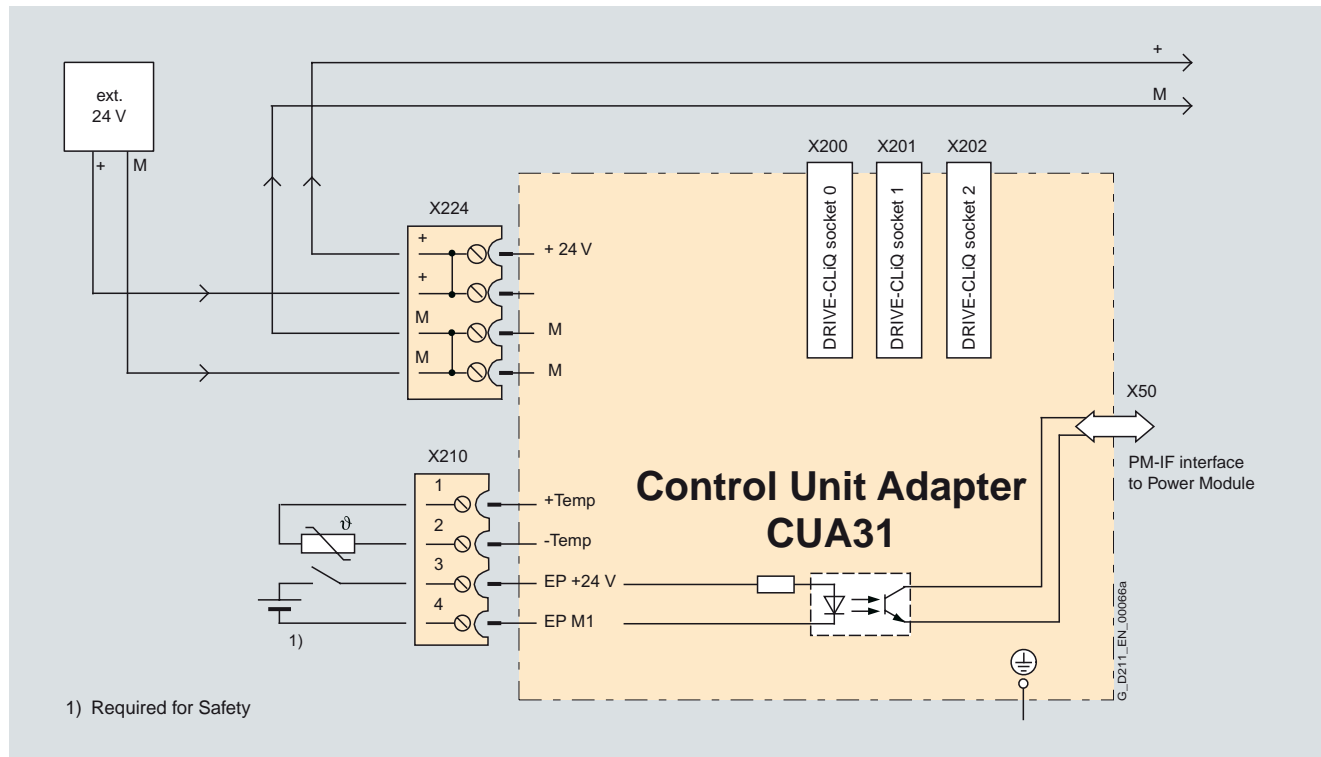 +
M
ext.
24 V
+ M
X200 X201 X202
DRIVE-CLiQ socket 0
DRIVE-CLiQ socket 1
DRIVE-CLiQ socket 2
X224
+
+ 24 V
+
M
M
M
M
X50
PM-IF interface
to Power Module
X210
1
+Temp
2
-Temp
ϑ
3
EP +24 V
4
EP M1
1)
Control Unit Adapter
CUA31
G_D211_EN_00066a
1) Required for Safety